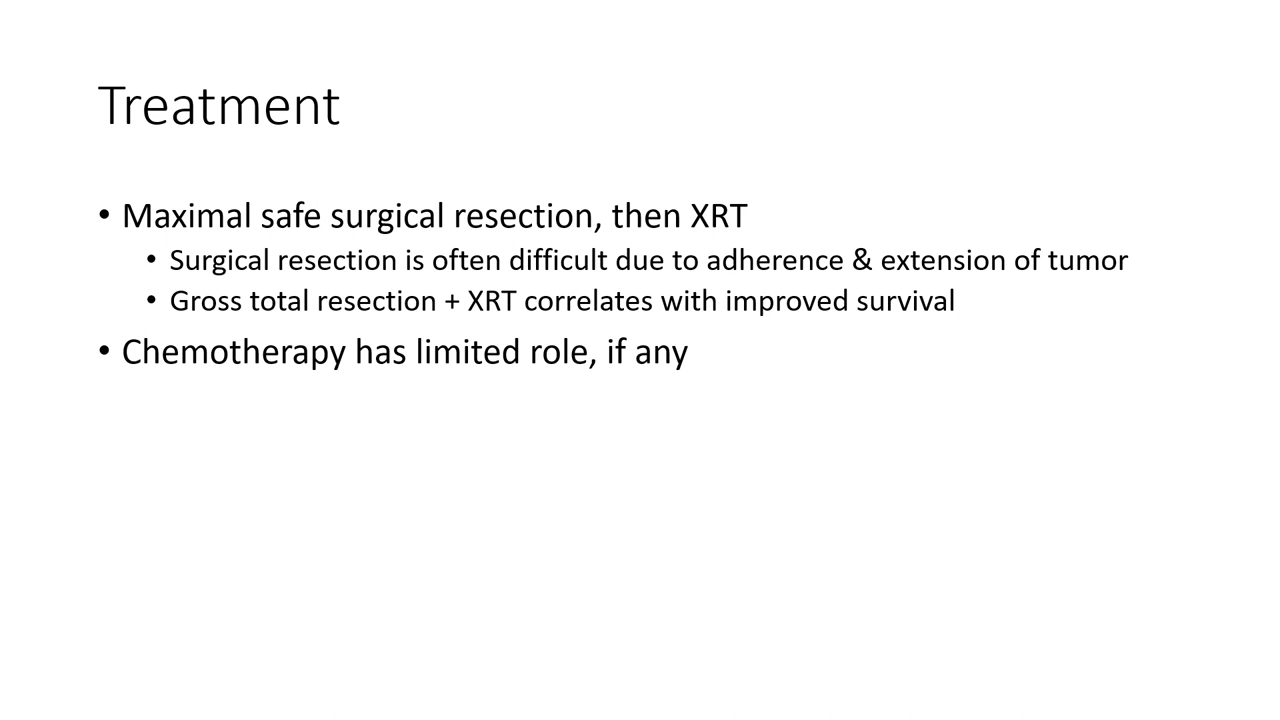 Treatment
• Maximal safe surgical resection, then XRT
• Surgical resection is often difficult due to adherence & extension of tumor
• Gross total resection + XRT correlates with improved survival
• Chemotherapy has limited role, if any